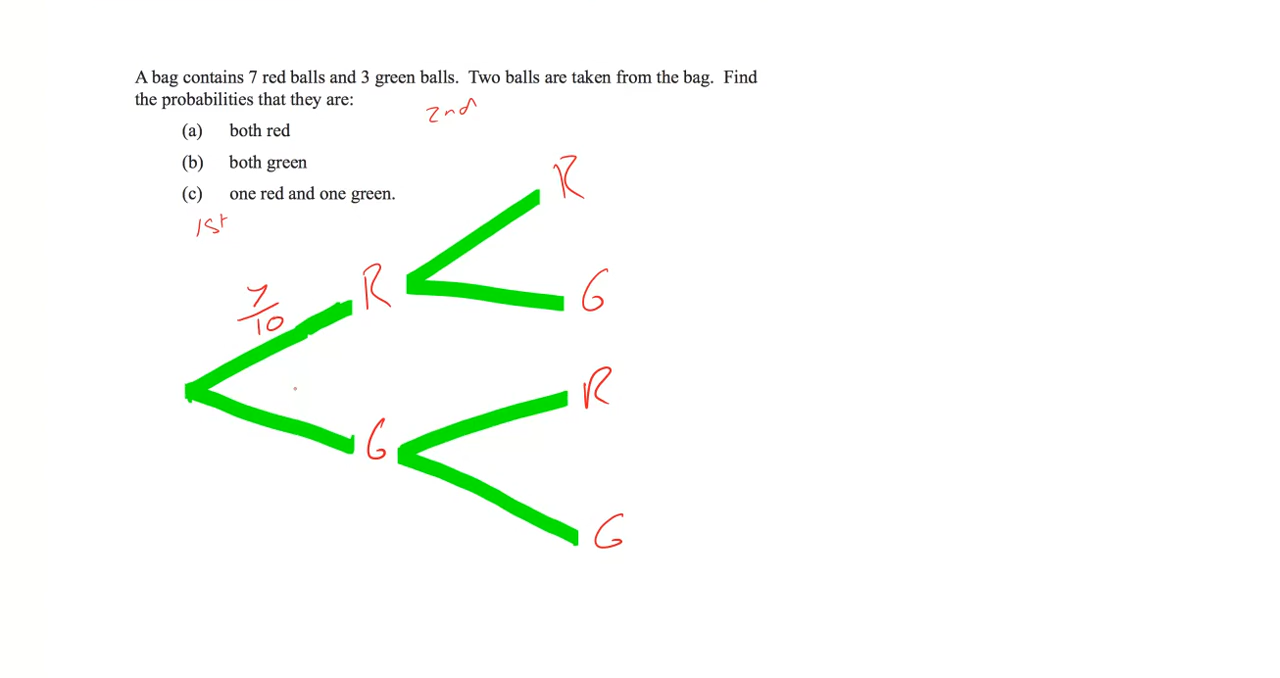 A bag contains 7 red balls and 3 green balls. Two balls are taken from the bag. Find
the probabilities that they are:
2nd
(a) both red
(b) both green
(c) one red and one green.
1st
R
R
G
7
10
R
G
G